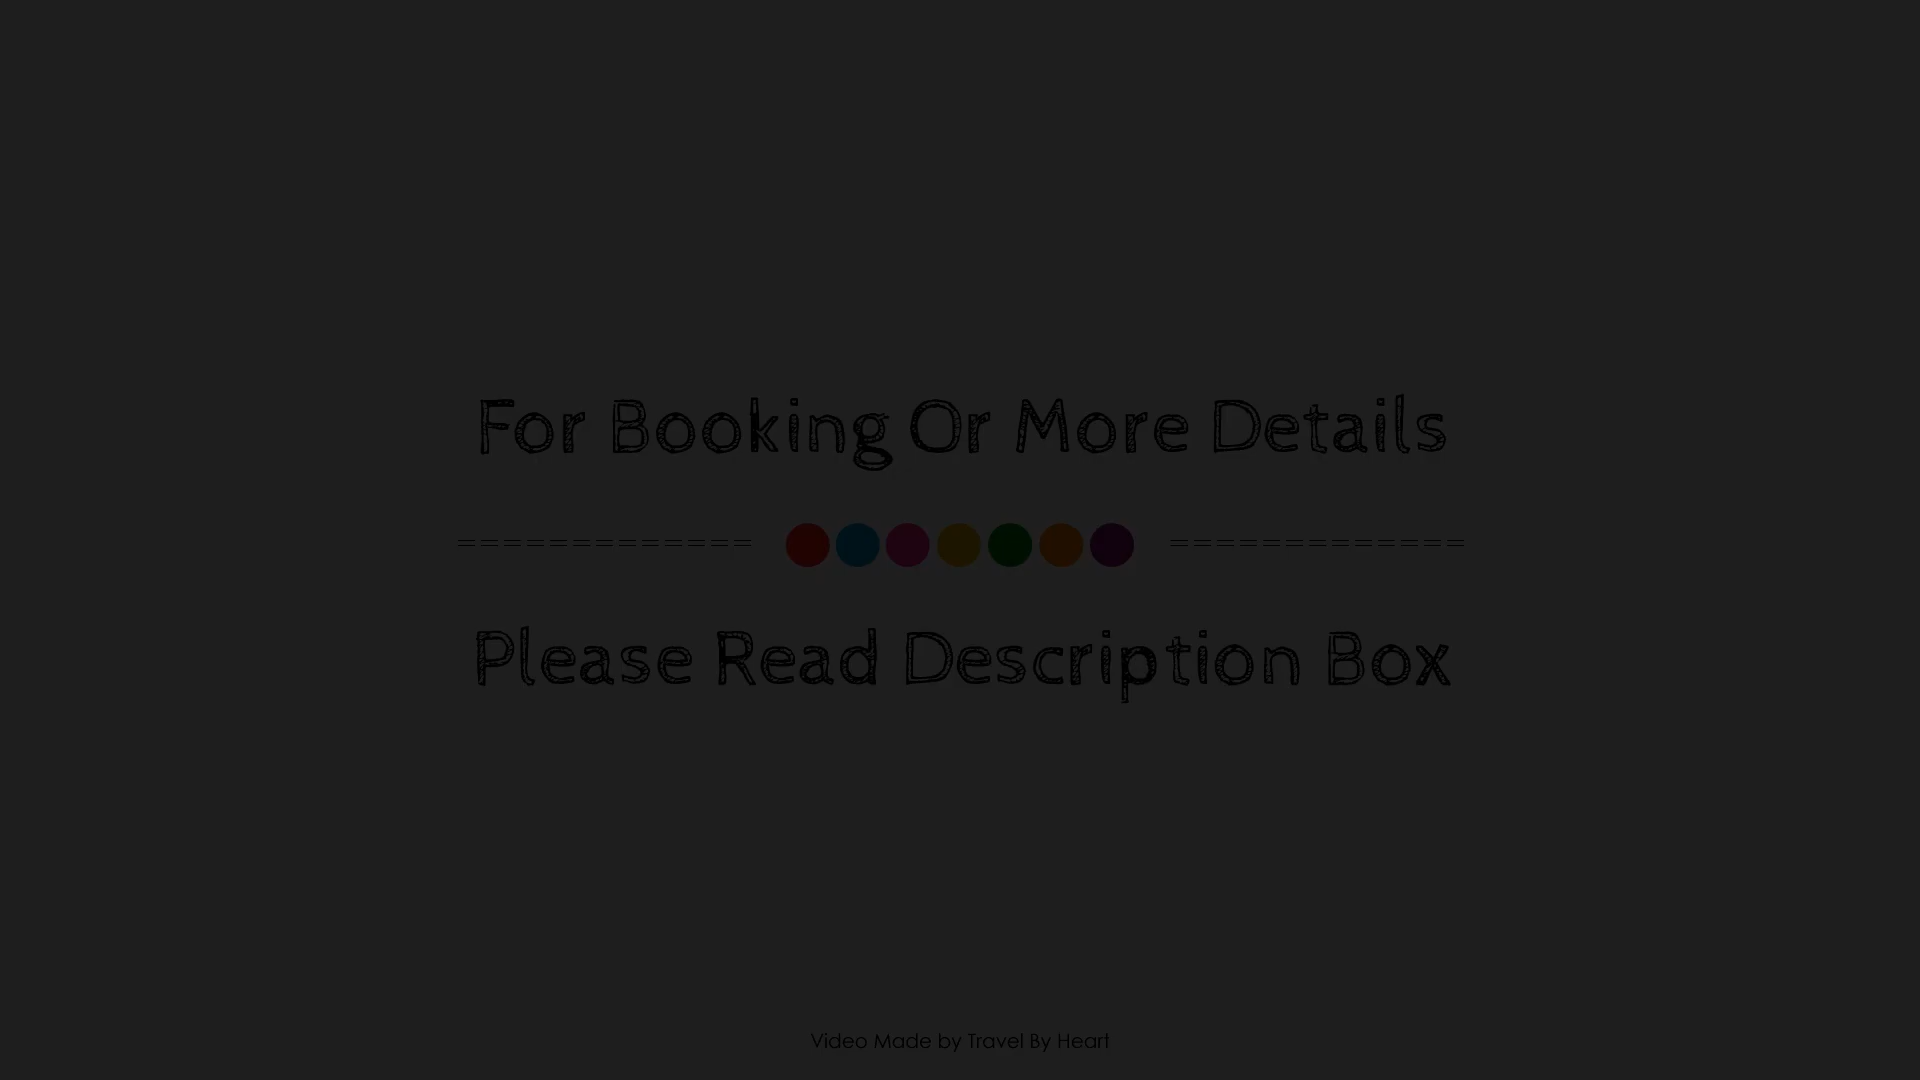 For Booking Or More Details
============= =============
Please Read Description Box
Video Made by Travel By Heart